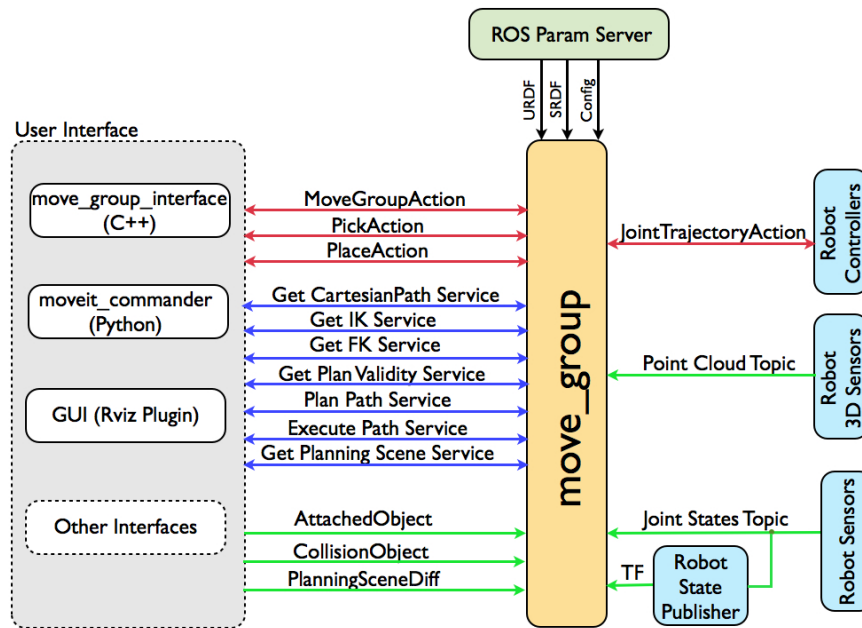 ROS Param Server
URDF
SRDF
Config
User Interface
move_group_interface
(C++)
moveit_commander
(Python)
GUI (Rviz Plugin)
Other Interfaces
MoveGroupAction
PickAction
PlaceAction
Get CartesianPath Service
Get IK Service
Get FK Service
Get Plan Validity Service
Plan Path Service
Execute Path Service
Get Planning Scene Service
AttachedObject
CollisionObject
PlanningSceneDiff
move_group
JointTrajectoryAction
Robot
Controllers
Point Cloud Topic
Robot
3D Sensors
Joint States Topic
Robot Sensors
TF
Robot
State
Publisher